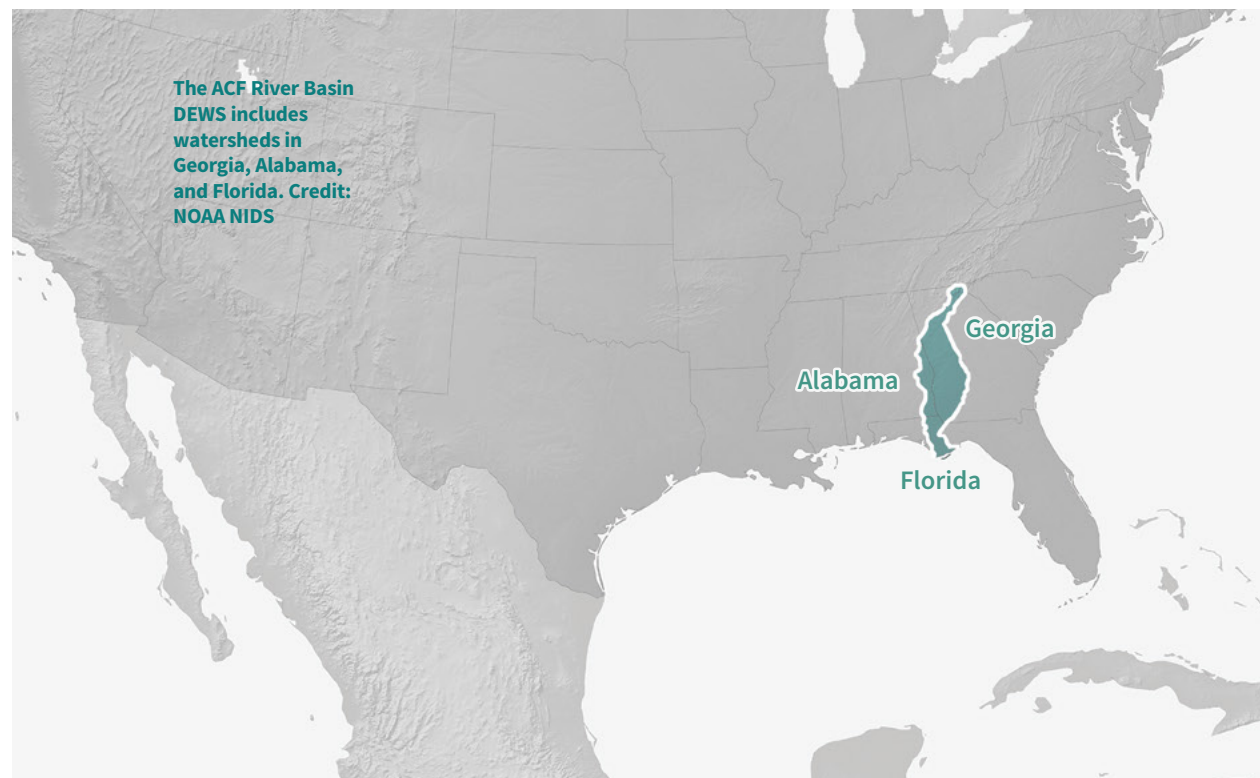 The ACF River Basin
DEWS includes
watersheds in
Georgia, Alabama,
and Florida. Credit:
NOAA NIDS
Georgia
Alabama
Florida